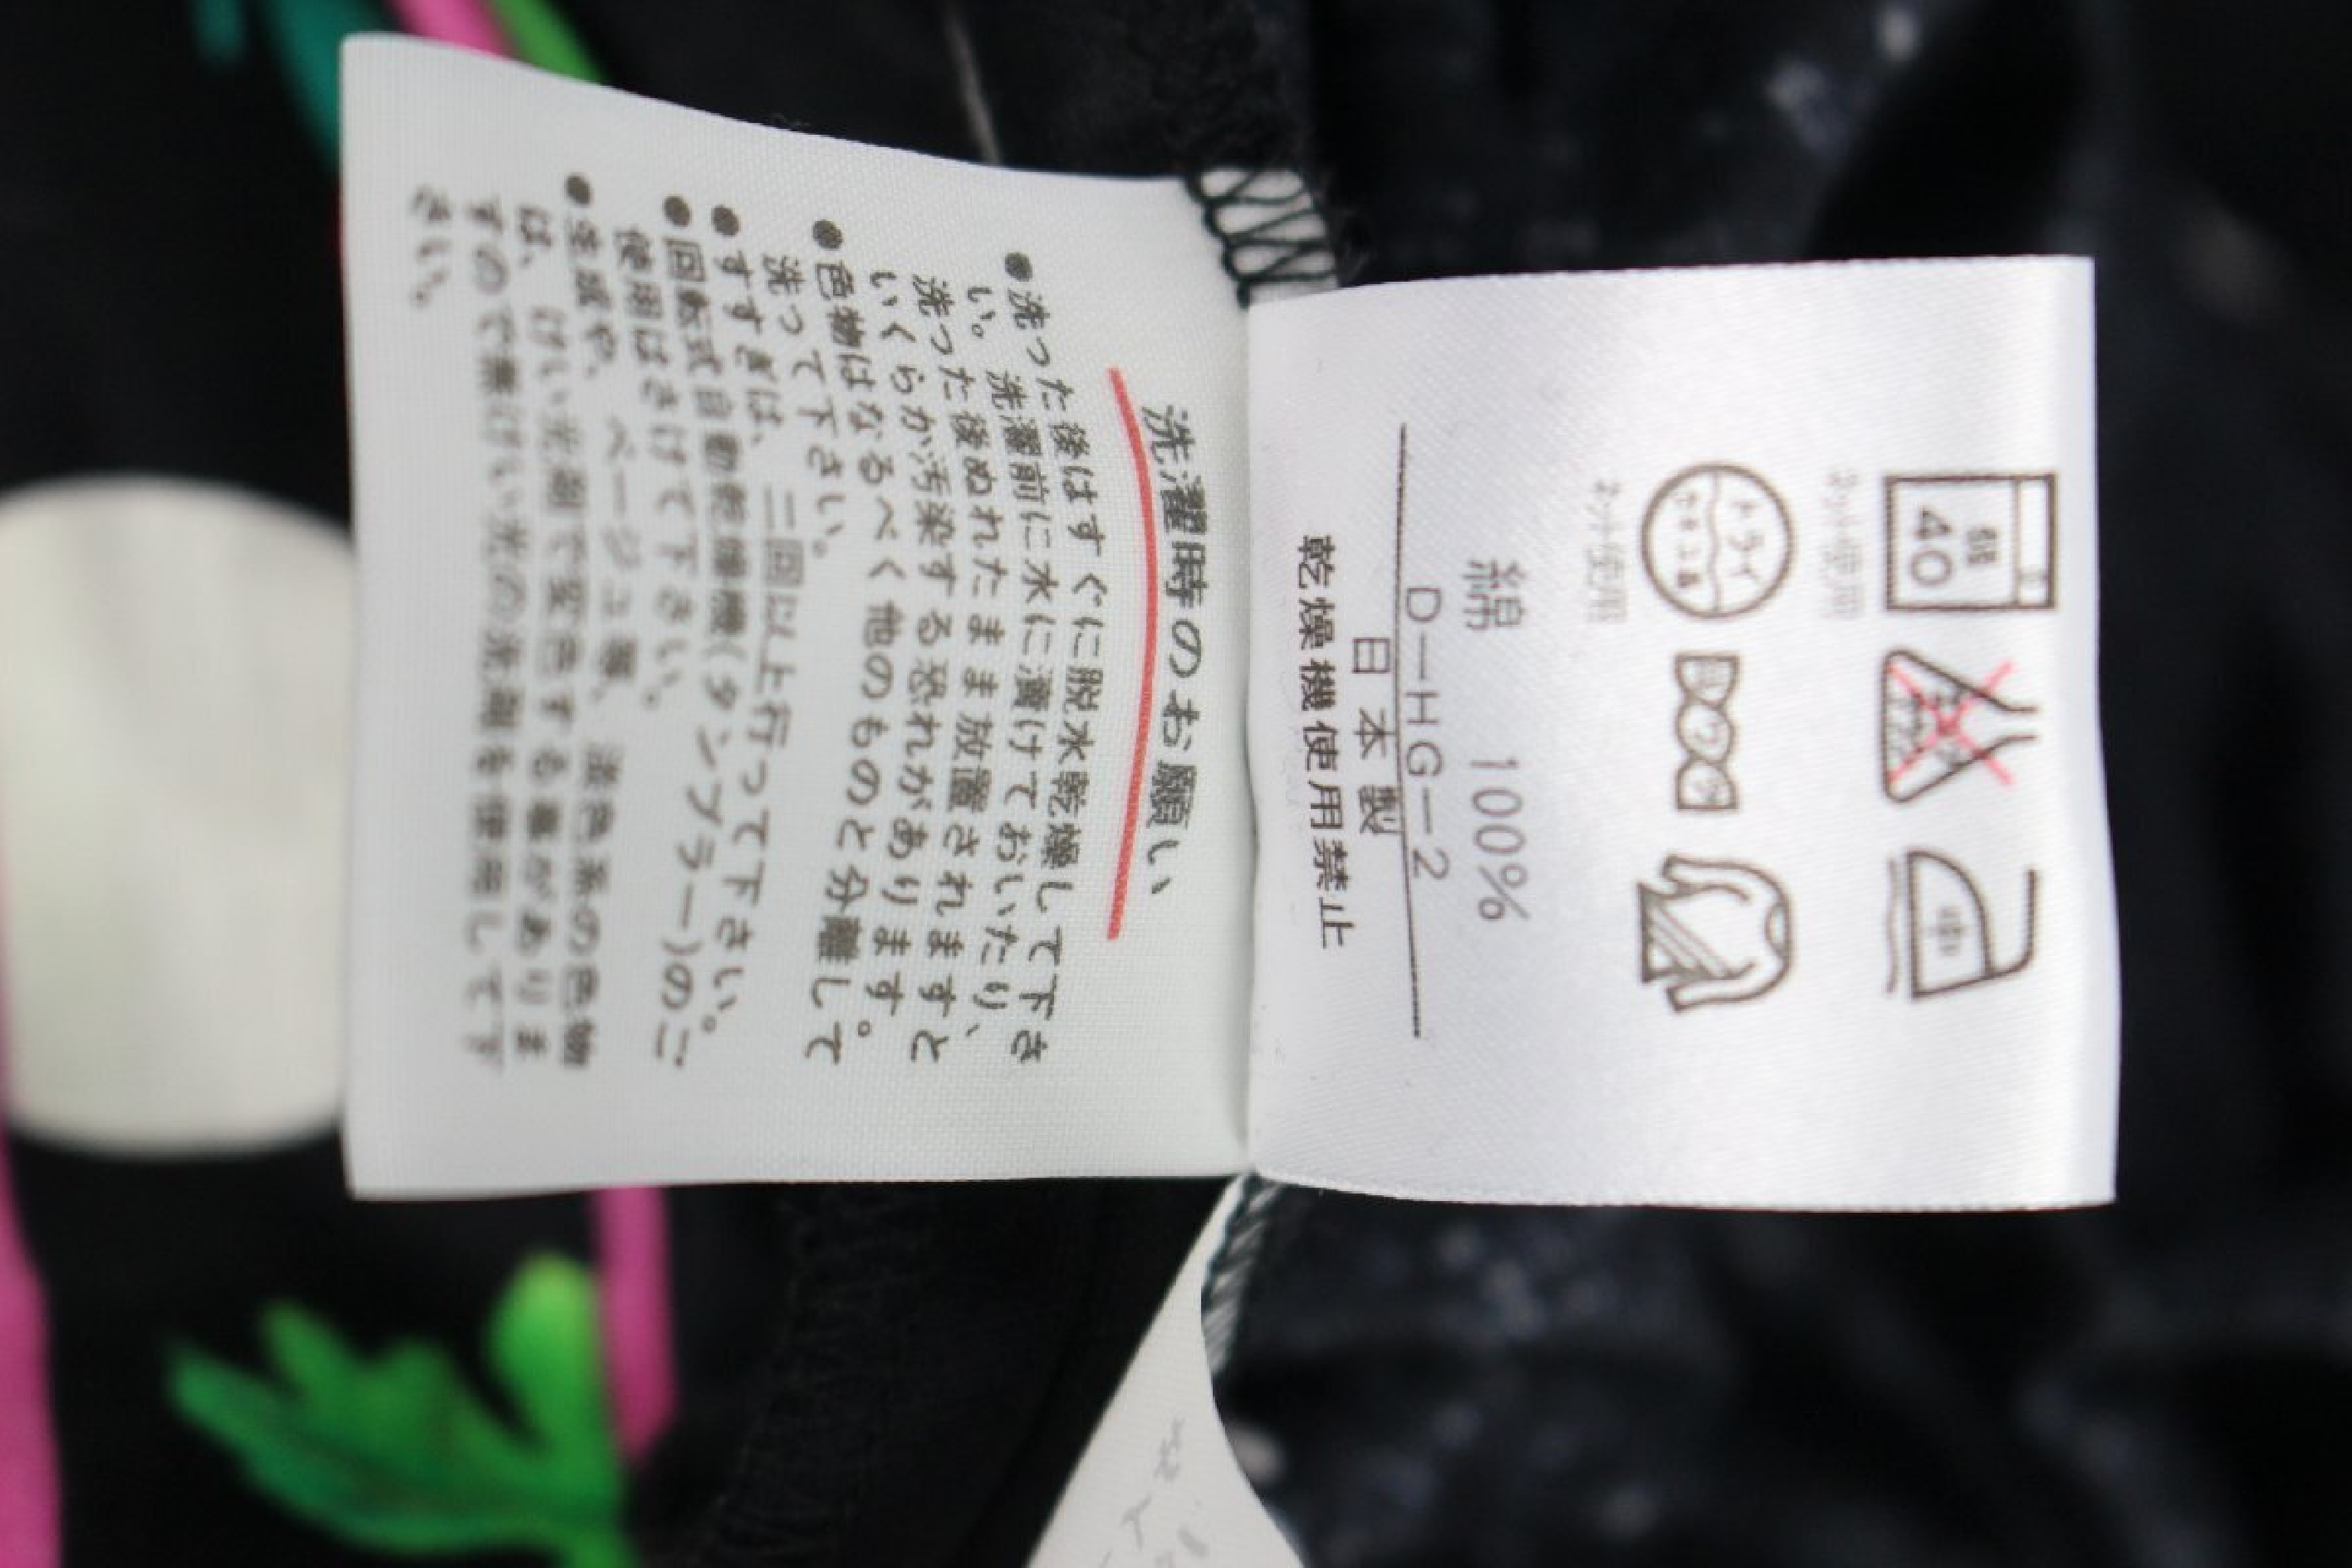 弱
40
ネット使用
中
ドライ
セキユ系
ネット使用
綿 100%
D-HG-2
日本製
乾燥機使用禁止
洗濯時のお願い
●洗った後はすぐに脱水乾燥して下さ
い。洗濯前に水に漬けておいたり、
洗った後ぬれたまま放置されますと
いくらか汚染する恐れがあります。
●色物はなるべく他のものと分離して
洗って下さい。
●すすぎは、二回以上行って下さい。
●回転式自動乾燥機(タンブラー)のご
使用はさけて下さい。
●生成や、ベージュ等、淡色系の色物
は、けい光剤で変色する事がありま
すので無けい光の洗剤を使用して下
さい。